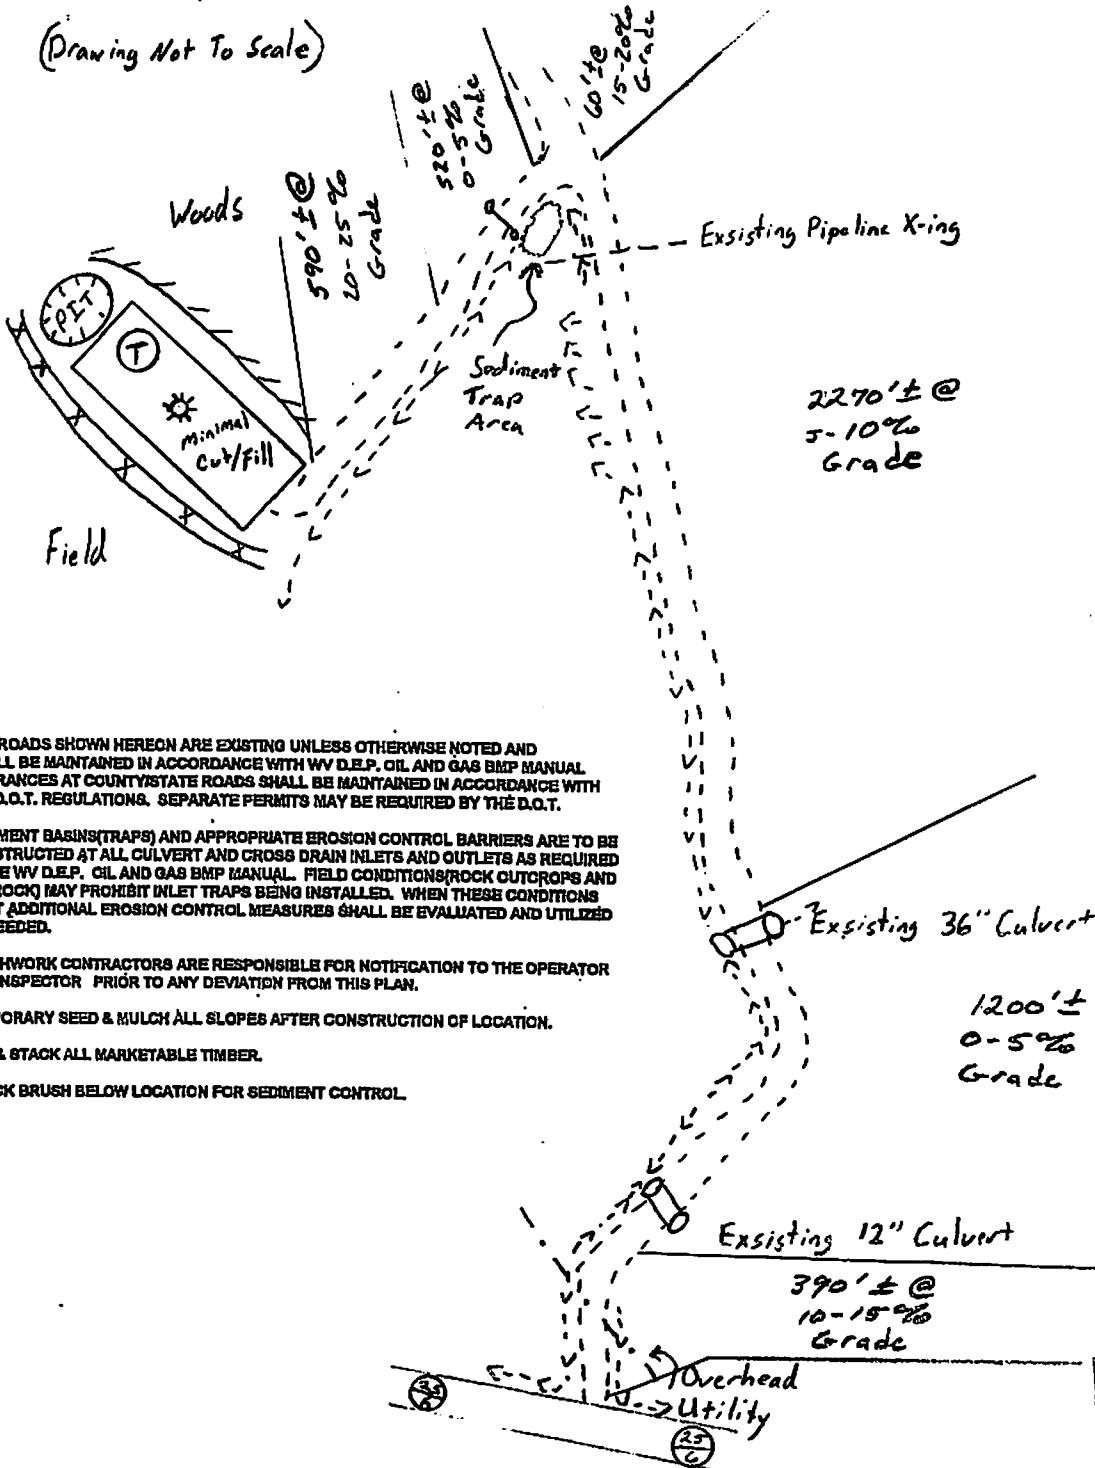 (Drawing Not To Scale)
60'± @
15-20%
Grade
520'± @
0-5%
Grade
590'± @
20-25%
Grade
Woods
Exsisting Pipeline X-ing
PIT
T
Minimal
Cut/Fill
Sediment
Trap
Area
2270'± @
5-10%
Grade
Field
ROADS SHOWN HEREON ARE EXISTING UNLESS OTHERWISE NOTED AND
LL BE MAINTAINED IN ACCORDANCE WITH WV D.E.P. OIL AND GAS BMP MANUAL
RANCES AT COUNTY/STATE ROADS SHALL BE MAINTAINED IN ACCORDANCE WITH
D.O.T. REGULATIONS. SEPARATE PERMITS MAY BE REQUIRED BY THE D.O.T.
MENT BASINS(TRAPS) AND APPROPRIATE EROSION CONTROL BARRIERS ARE TO BE
STRUCTED AT ALL CULVERT AND CROSS DRAIN INLETS AND OUTLETS AS REQUIRED
E WV D.E.P. OIL AND GAS BMP MANUAL. FIELD CONDITIONS(ROCK OUTCROPS AND
ROCK) MAY PROHIBIT INLET TRAPS BEING INSTALLED. WHEN THESE CONDITIONS
T ADDITIONAL EROSION CONTROL MEASURES SHALL BE EVALUATED AND UTILIZED
EEDED.
HWORK CONTRACTORS ARE RESPONSIBLE FOR NOTIFICATION TO THE OPERATOR
INSPECTOR PRIOR TO ANY DEVIATION FROM THIS PLAN.
ORARY SEED & MULCH ALL SLOPES AFTER CONSTRUCTION OF LOCATION.
& STACK ALL MARKETABLE TIMBER.
CK BRUSH BELOW LOCATION FOR SEDIMENT CONTROL.
Exsisting 36" Culvert
1200'±
0-5%
Grade
Exsisting 12" Culvert
390'± @
10-15%
Grade
Overhead
Utility
25
6